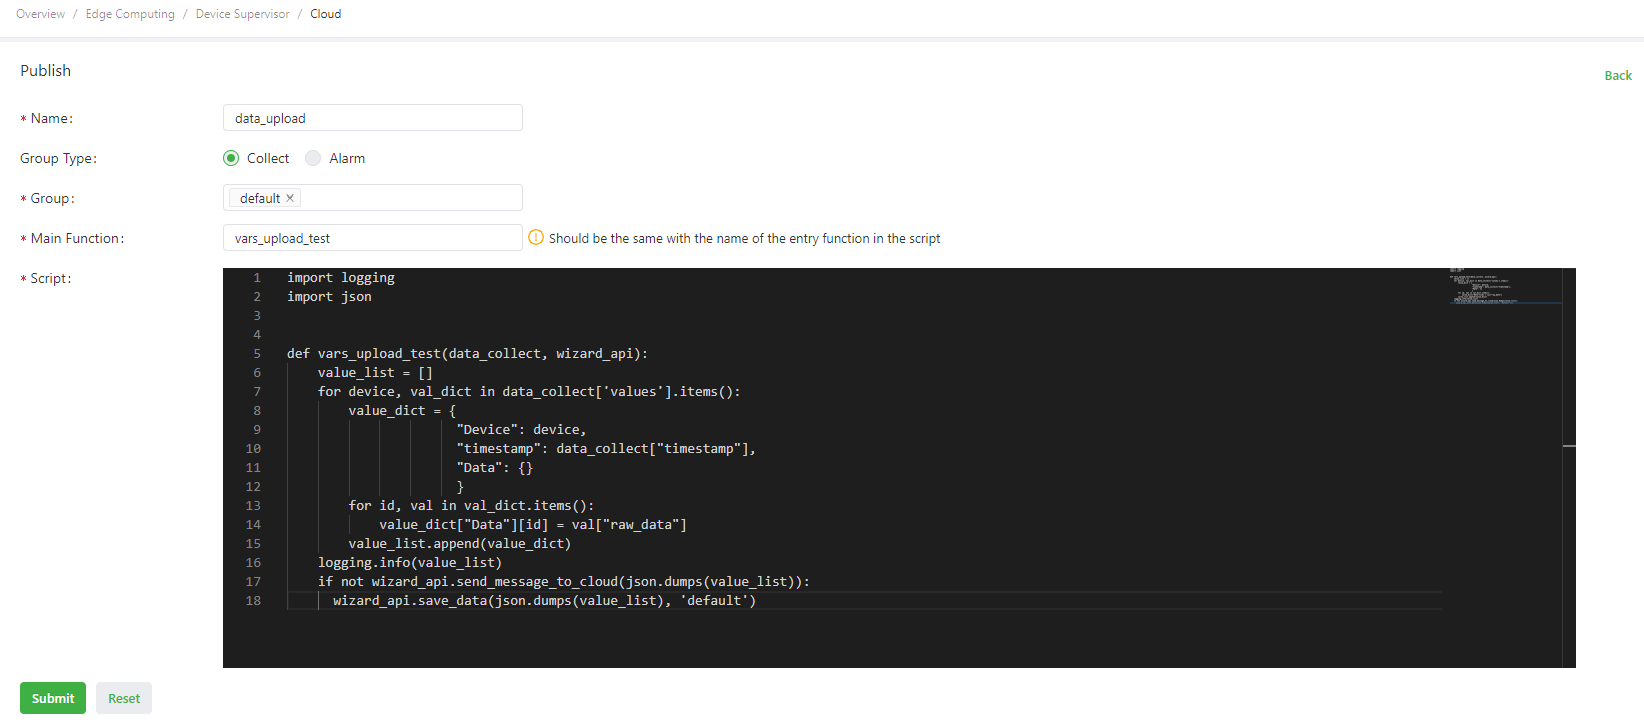 Overview / Edge Computing / Device Supervisor / Cloud
Publish
Back
* Name:
data_upload
Group Type:
Collect
Alarm
* Group:
default ×
* Main Function:
vars_upload_test
! Should be the same with the name of the entry function in the script
* Script:
1 import logging
2 import json
3
4
5 def vars_upload_test(data_collect, wizard_api):
6     value_list = []
7     for device, val_dict in data_collect['values'].items():
8         value_dict = {
9                       "Device": device,
10                       "timestamp": data_collect["timestamp"],
11                       "Data": {}
12                       }
13         for id, val in val_dict.items():
14             value_dict["Data"][id] = val["raw_data"]
15         value_list.append(value_dict)
16     logging.info(value_list)
17     if not wizard_api.send_message_to_cloud(json.dumps(value_list)):
18       wizard_api.save_data(json.dumps(value_list), 'default')
Submit
Reset